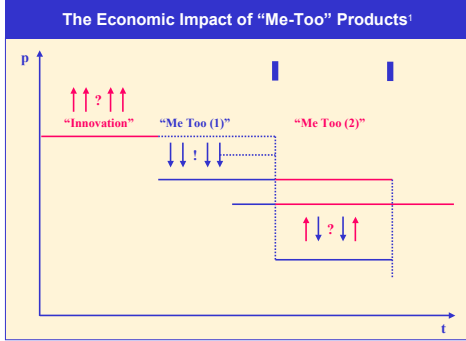 The Economic Impact of “Me-Too” Products¹
p
?
“Innovation” “Me Too (1)” “Me Too (2)”
!
?
t